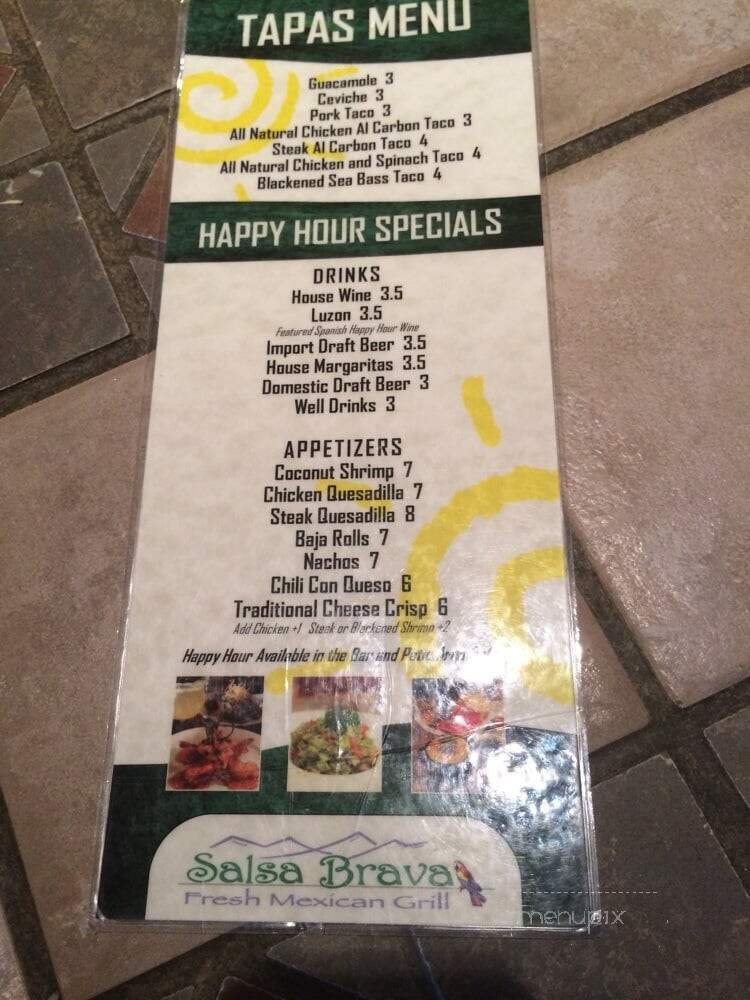 TAPAS MENU
Guacamole 3
Ceviche 3
Pork Taco 3
All Natural Chicken Al Carbon Taco 3
Steak Al Carbon Taco 4
All Natural Chicken and Spinach Taco 4
Blackened Sea Bass Taco 4
HAPPY HOUR SPECIALS
DRINKS
House Wine 3.5
Luzon 3.5
Featured Spanish Happy Hour Wine
Import Draft Beer 3.5
House Margaritas 3.5
Domestic Draft Beer 3
Well Drinks 3
APPETIZERS
Coconut Shrimp 7
Chicken Quesadilla 7
Steak Quesadilla 8
Baja Rolls 7
Nachos 7
Chili Con Queso 6
Traditional Cheese Crisp 6
Add Chicken +1 Steak or Blackened Shrimp +2
Happy Hour Available in the Bar and Patio
Salsa Brava
Fresh Mexican Grill
menupix